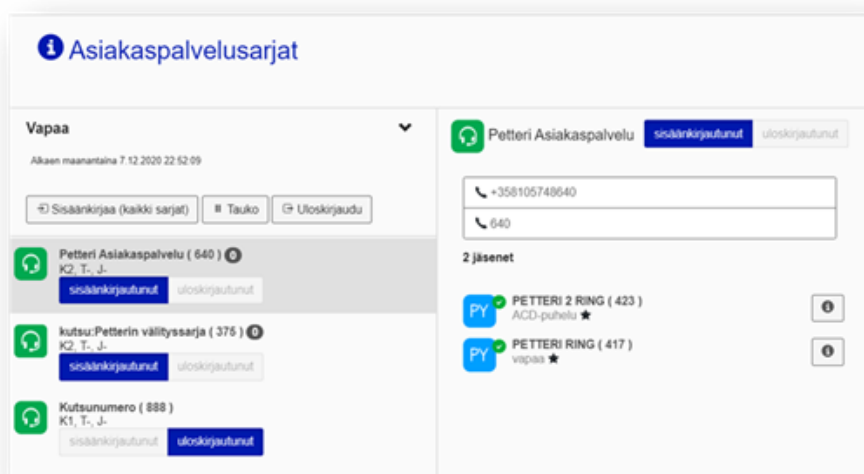 Asiakaspalvelusarjat
Vapaa
Alkaen maanantaina 7.12.2020 22:52:09
Sisäänkirjaa (kaikki sarjat) Tauko Uloskirjaudu
Petteri Asiakaspalvelu ( 640 ) 0
K2, T-, J-
sisäänkirjautunut uloskirjautunut
kutsu:Petterin välityssarja ( 375 ) 0
K2, T-, J-
sisäänkirjautunut uloskirjautunut
Kutsunumero ( 888 )
K1, T-, J-
sisäänkirjautunut uloskirjautunut
Petteri Asiakaspalvelu sisäänkirjautunut uloskirjautunut
+358105748640
640
2 jäsenet
PY PETTERI 2 RING ( 423 )
ACD-puhelu
PY PETTERI RING ( 417 )
vapaa